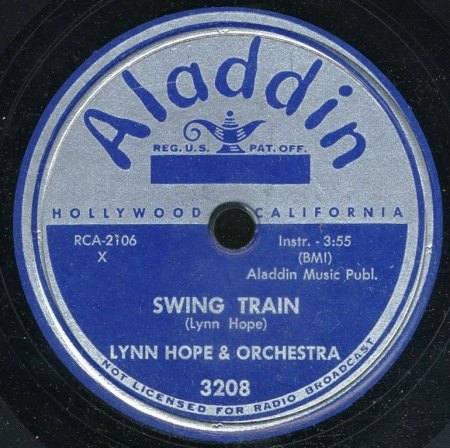 Aladdin
REG. U.S. PAT. OFF.
HOLLYWOOD CALIFORNIA
RCA-2106
X
Instr. - 3:55
(BMI)
Aladdin Music Publ.
SWING TRAIN
(Lynn Hope)
LYNN HOPE & ORCHESTRA
3208
NOT LICENSED FOR RADIO BROADCAST